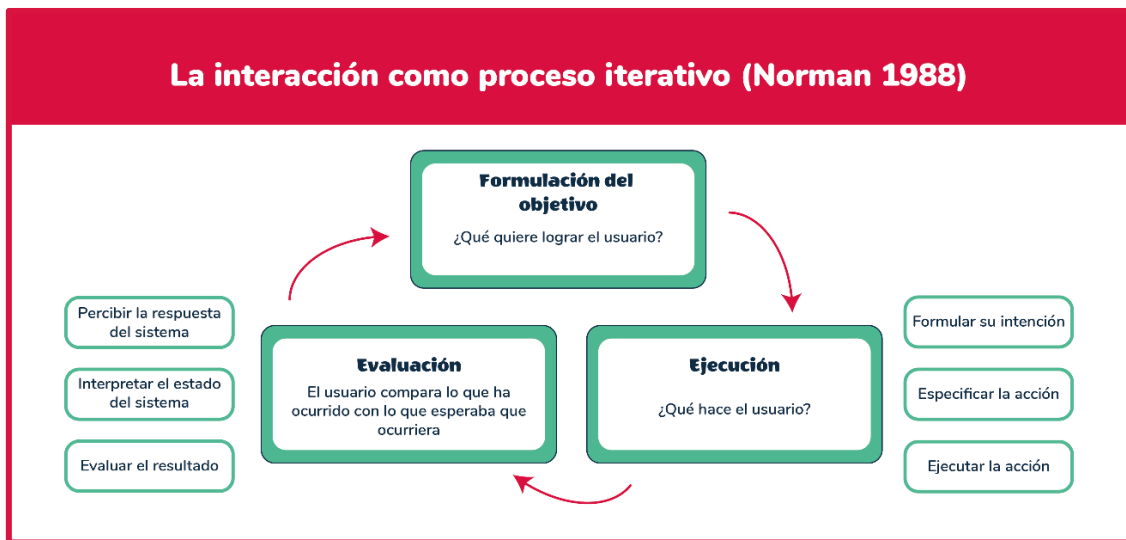 La interacción como proceso iterativo (Norman 1988)
Formulación del
objetivo
¿Qué quiere lograr el usuario?
Percibir la respuesta
del sistema
Interpretar el estado
del sistema
Evaluar el resultado
Evaluación
El usuario compara lo que ha
ocurrido con lo que esperaba que
ocurriera
Ejecución
¿Qué hace el usuario?
Formular su intención
Especificar la acción
Ejecutar la acción